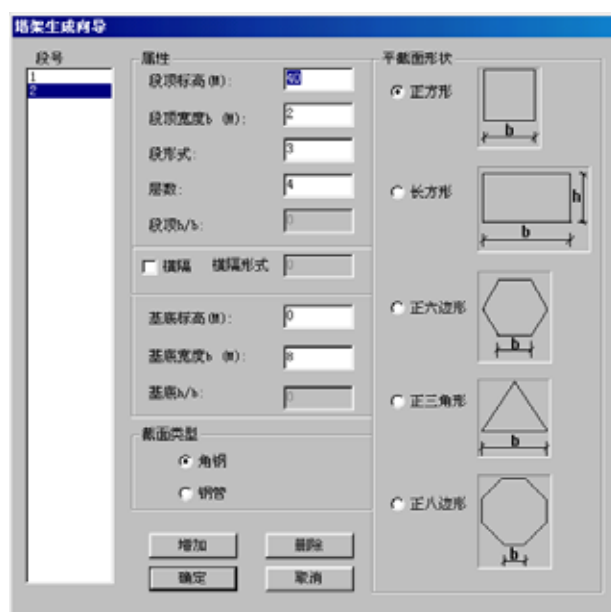 塔架生成向导
段号
1
2
属性
段顶标高(M): 60
段顶宽度b (M): 2
段形式: 3
层数: 4
段顶h/b: 0
横隔 横隔形式 0
基底标高(M): 0
基底宽度b (M): 8
基底h/b: 0
截面类型
角钢
钢管
增加 删除
确定 取消
平截面形状
正方形
b
长方形
h
b
正六边形
b
正三角形
b
正八边形
b